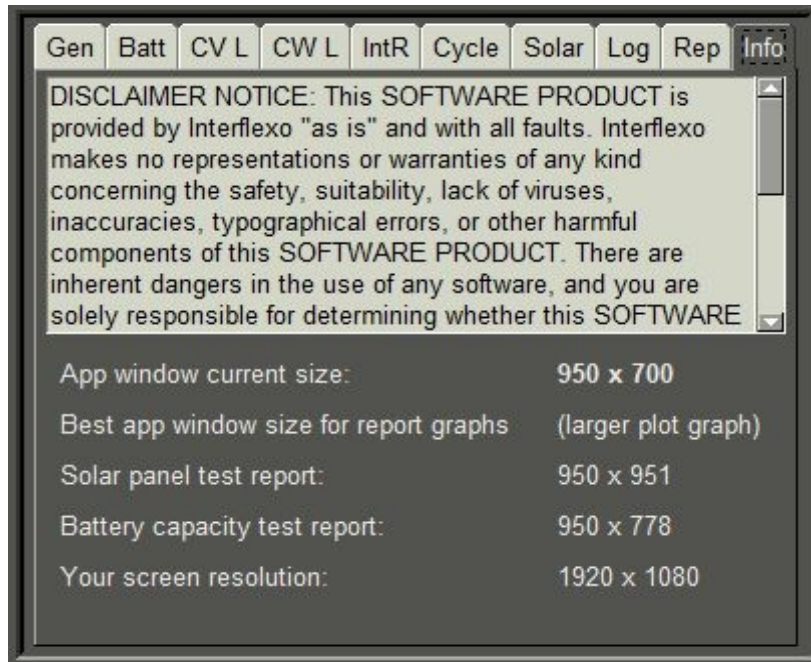 Gen Batt CV L CW L IntR Cycle Solar Log Rep Info
DISCLAIMER NOTICE: This SOFTWARE PRODUCT is
provided by Interflexo "as is" and with all faults. Interflexo
makes no representations or warranties of any kind
concerning the safety, suitability, lack of viruses,
inaccuracies, typographical errors, or other harmful
components of this SOFTWARE PRODUCT. There are
inherent dangers in the use of any software, and you are
solely responsible for determining whether this SOFTWARE
App window current size: 950 x 700
Best app window size for report graphs (larger plot graph)
Solar panel test report: 950 x 951
Battery capacity test report: 950 x 778
Your screen resolution: 1920 x 1080